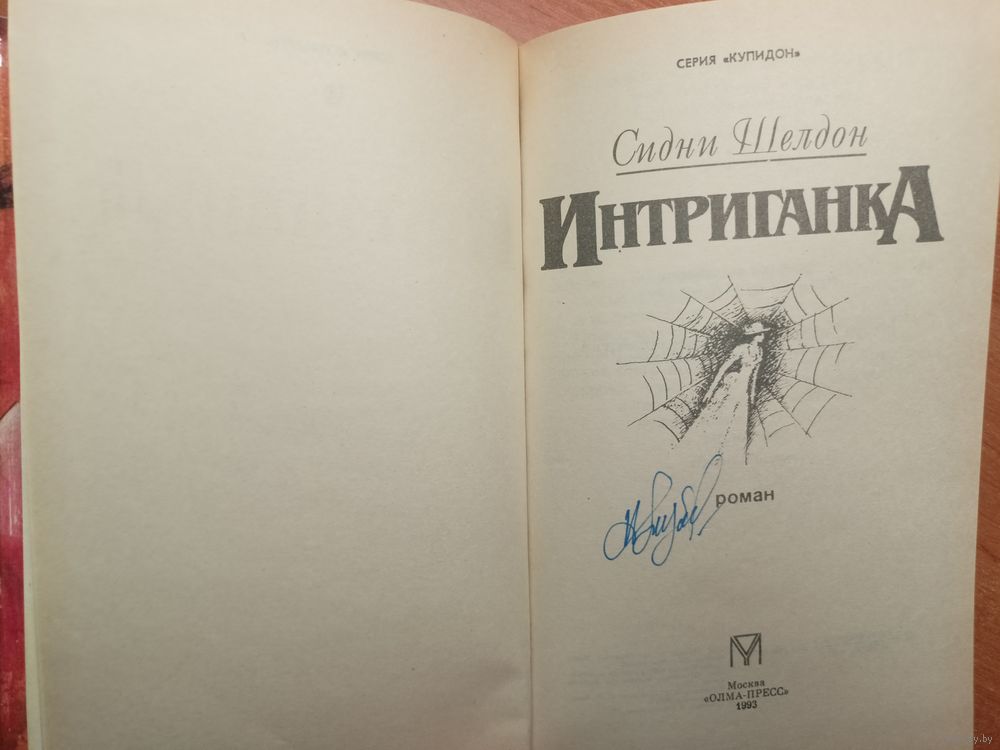 СЕРИЯ «КУПИДОН»
Сидни Шелдон
ИНТРИГАНКА
роман
Москва
«ОЛМА-ПРЕСС»
1993